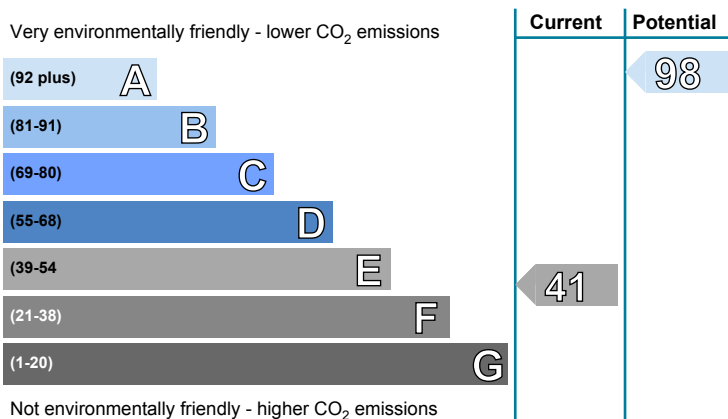 Current Potential
Very environmentally friendly - lower CO2 emissions
(92 plus) A 98
(81-91) B
(69-80) C
(55-68) D
(39-54 E 41
(21-38) F
(1-20) G
Not environmentally friendly - higher CO2 emissions